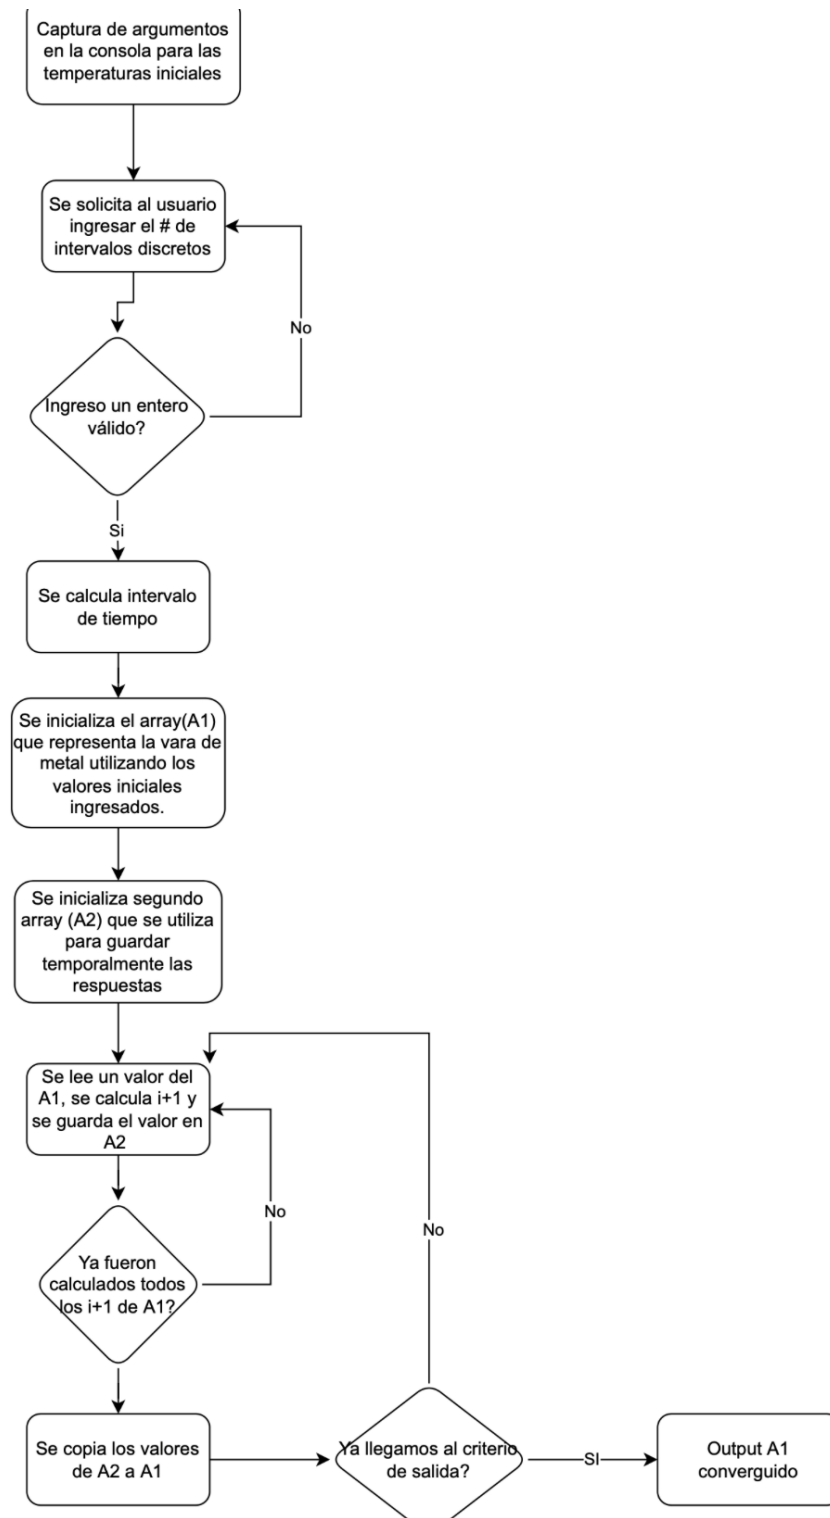 Captura de argumentos
en la consola para las
temperaturas iniciales
Se solicita al usuario
ingresar el # de
intervalos discretos
No
Ingreso un entero
válido?
Si
Se calcula intervalo
de tiempo
Se inicializa el array(A1)
que representa la vara de
metal utilizando los
valores iniciales
ingresados.
Se inicializa segundo
array (A2) que se utiliza
para guardar
temporalmente las
respuestas
Se lee un valor del
A1, se calcula i+1 y
se guarda el valor en
A2
No
No
Ya fueron
calculados todos
los i+1 de A1?
Se copia los valores
de A2 a A1
Ya llegamos al criterio
de salida?
SI
Output A1
converguido